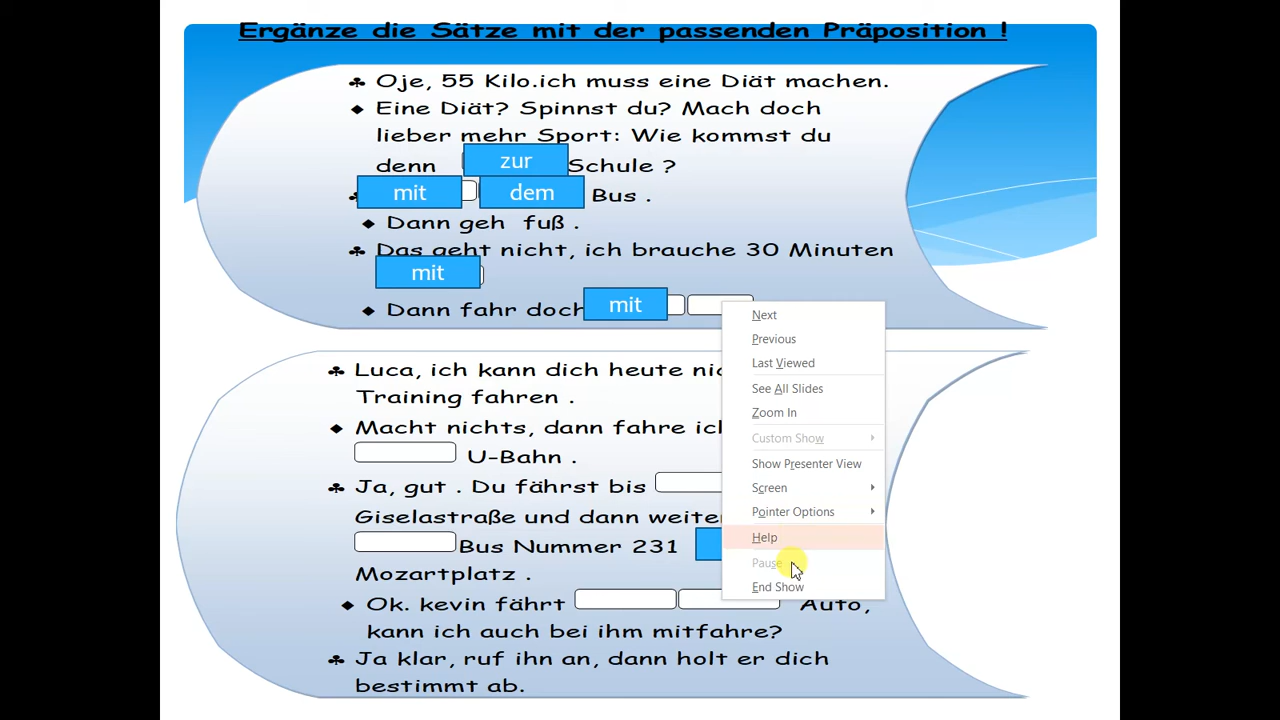 Ergänze die Sätze mit der passenden Präposition !
♣ Oje, 55 Kilo.ich muss eine Diät machen.
◆ Eine Diät? Spinnst du? Mach doch
lieber mehr Sport: Wie kommst du
denn zur Schule ?
♣ mit dem Bus .
◆ Dann geh fuß .
♣ Das geht nicht, ich brauche 30 Minuten
mit
◆ Dann fahr doch mit
♣ Luca, ich kann dich heute
Training fahren .
◆ Macht nichts, dann fahre
U-Bahn .
♣ Ja, gut . Du fährst bis
Giselastraße und dann
Bus Nummer 231
Mozartplatz .
◆ Ok. kevin fährt Auto,
kann ich auch bei ihm mitfahre?
♣ Ja klar, ruf ihn an, dann holt er dich
bestimmt ab.
Next
Previous
Last Viewed
See All Slides
Zoom In
Custom Show
Show Presenter View
Screen
Pointer Options
Help
Pause
End Show